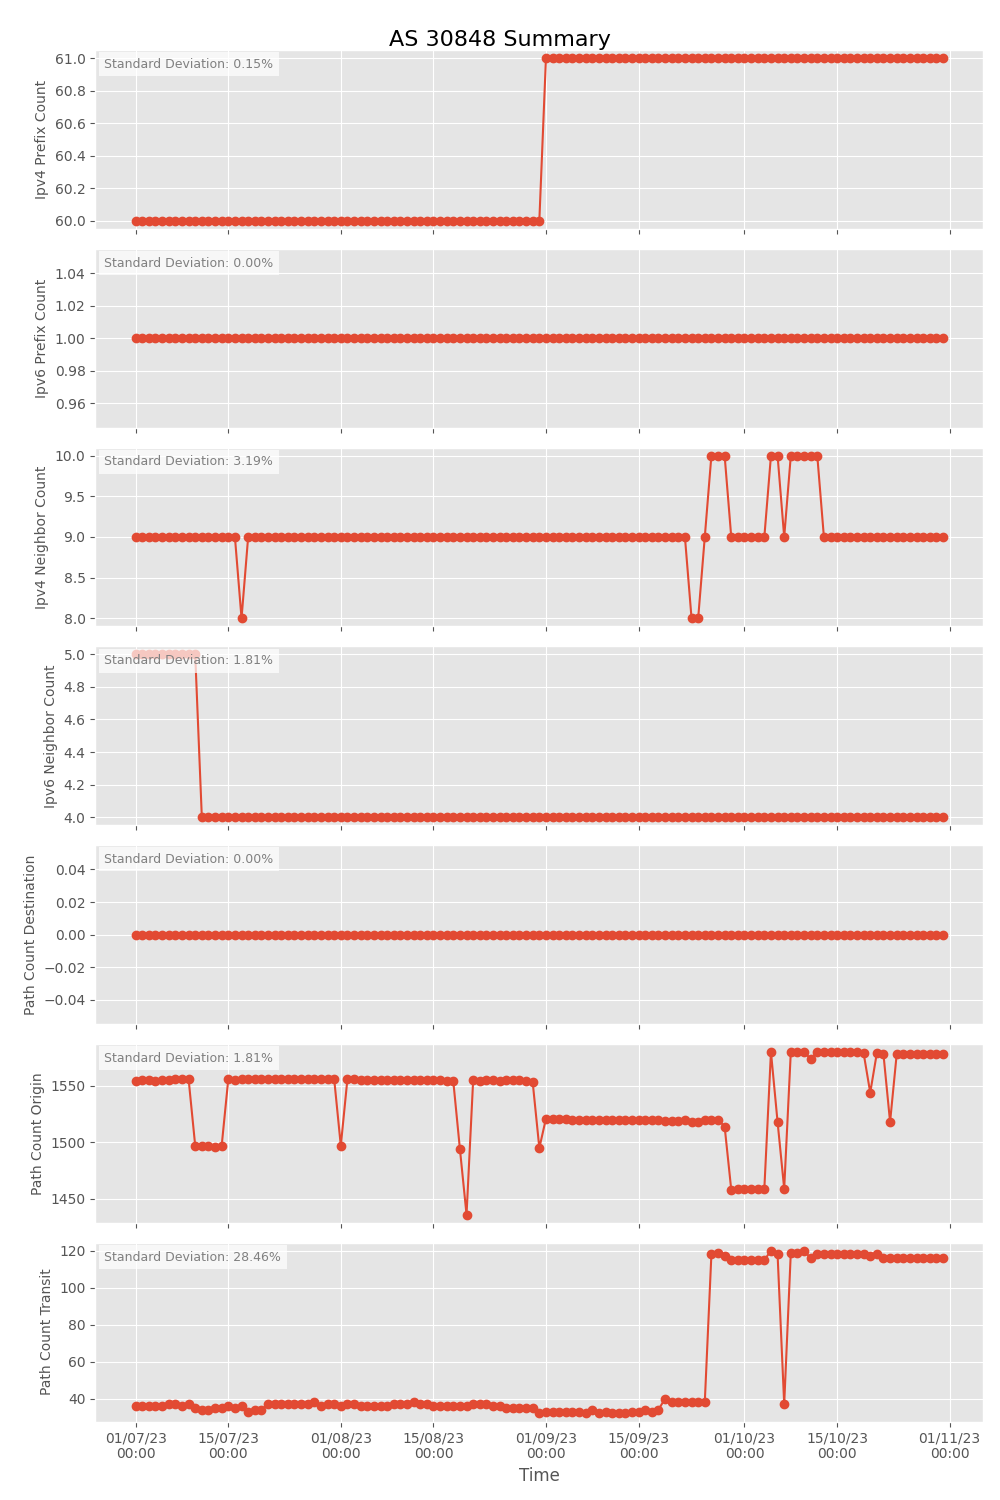 AS 30848 Summary
Ipv4 Prefix Count
Standard Deviation: 0.15%
61.0
60.8
60.6
60.4
60.2
60.0
Ipv6 Prefix Count
Standard Deviation: 0.00%
1.04
1.02
1.00
0.98
0.96
Ipv4 Neighbor Count
Standard Deviation: 3.19%
10.0
9.5
9.0
8.5
8.0
Ipv6 Neighbor Count
Standard Deviation: 1.81%
5.0
4.8
4.6
4.4
4.2
4.0
Path Count Destination
Standard Deviation: 0.00%
0.04
0.02
0.00
−0.02
−0.04
Path Count Origin
Standard Deviation: 1.81%
1550
1500
1450
Path Count Transit
Standard Deviation: 28.46%
120
100
80
60
40
01/07/23 15/07/23 01/08/23 15/08/23 01/09/23 15/09/23 01/10/23 15/10/23 01/11/23
00:00 00:00 00:00 00:00 00:00 00:00 00:00 00:00 00:00
Time